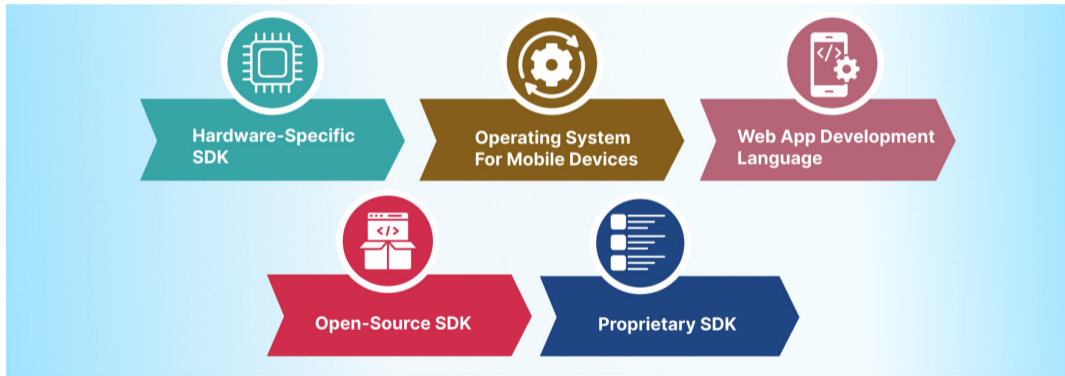 Hardware-Specific
SDK
Operating System
For Mobile Devices
Web App Development
Language
</>
</>
Open-Source SDK
Proprietary SDK